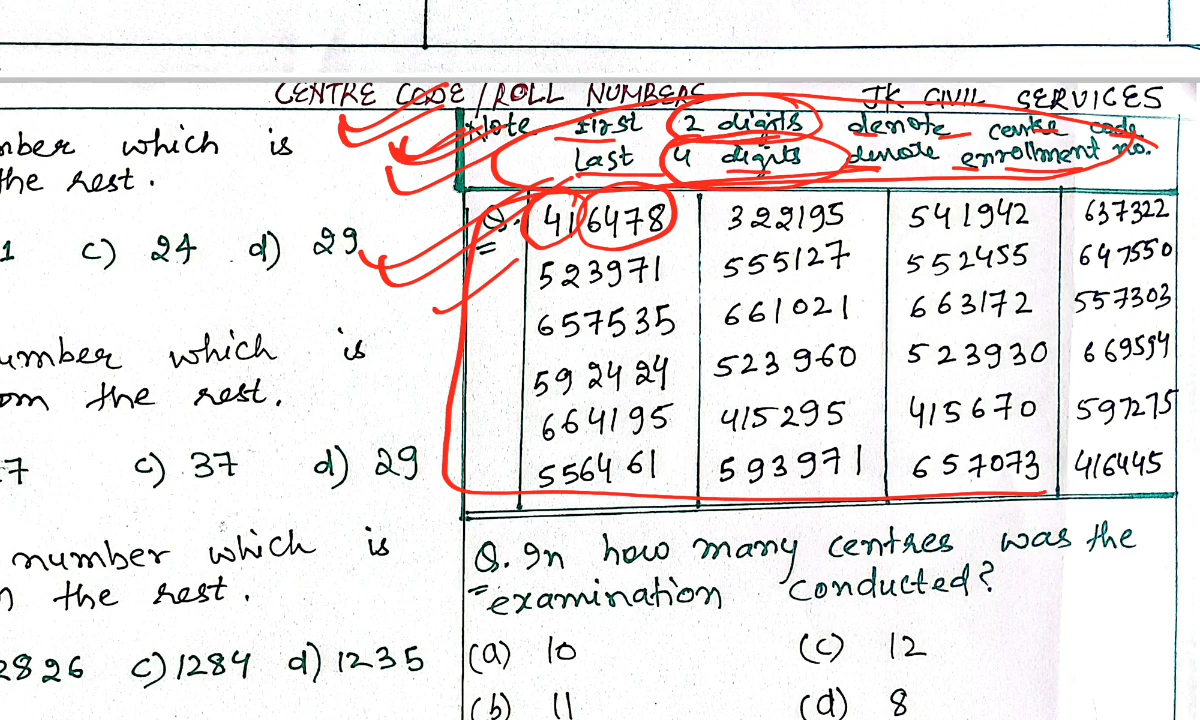 CENTRE CODE / ROLL NUMBERS JK CIVIL SERVICES
Note First 2 digits denote centre code.
Last 4 digits denote enrollment no.
Q. 416478 322195 541942 637322
523971 555127 552455 647550
657535 661021 663172 557303
592424 523960 523930 669594
664195 415295 415670 597275
556461 593971 657073 416445
Q. In how many centres was the
examination conducted?
(a) 10 (c) 12
(b) 11 (d) 8
mber which is
the rest.
1 c) 24 d) 29
umber which is
om the rest.
7 c) 37 d) 29
number which is
the rest.
2826 c) 1284 d) 1235